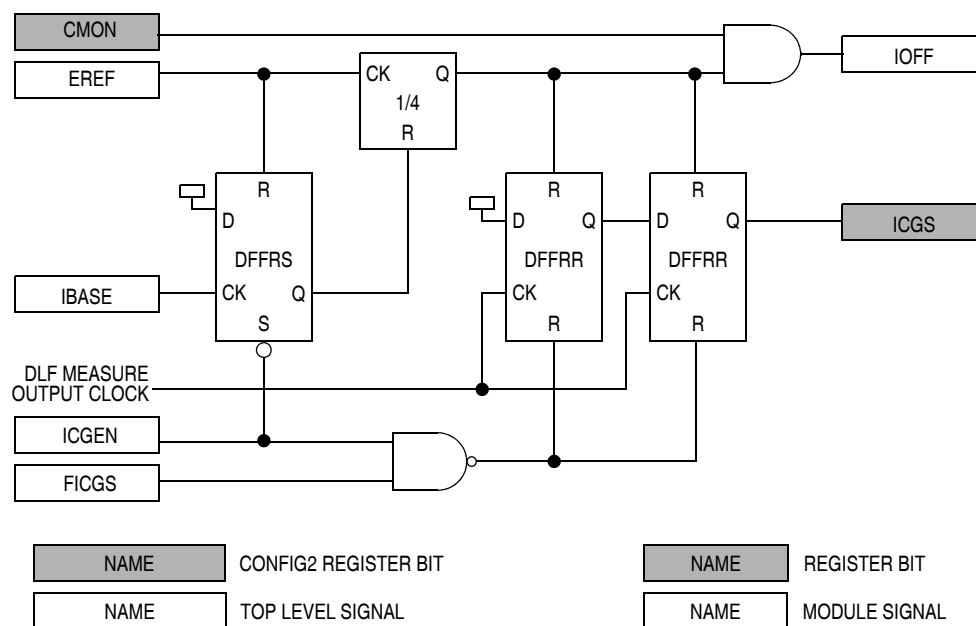 CMON
EREF
IOFF
CK Q
1/4
R
R
D
DFFRS
CK Q
S
R
D Q
DFFRR
CK
R
R
D Q
DFFRR
CK
R
ICGS
IBASE
DLF MEASURE
OUTPUT CLOCK
ICGEN
FICGS
NAME CONFIG2 REGISTER BIT
NAME REGISTER BIT
NAME TOP LEVEL SIGNAL
NAME MODULE SIGNAL